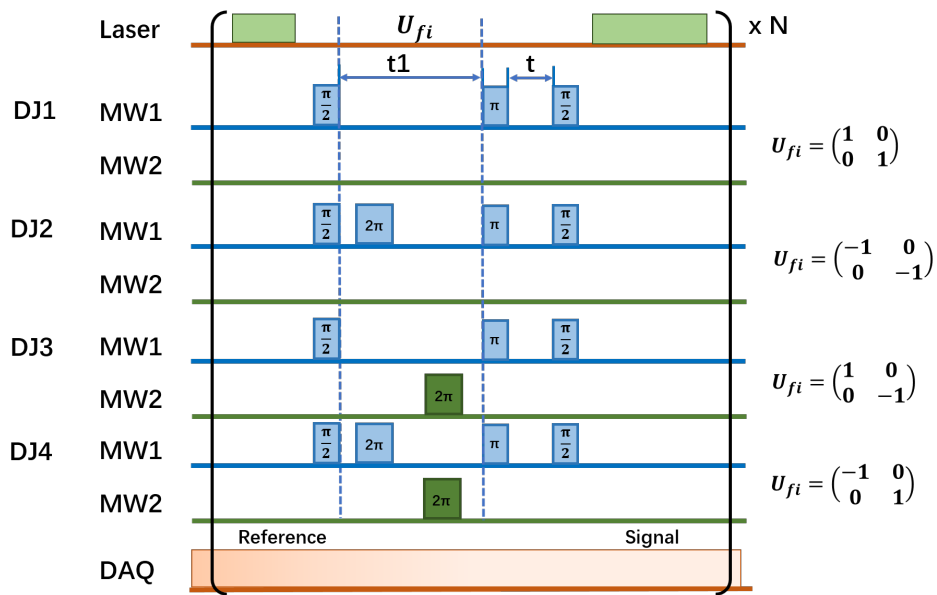 Laser U_fi x N
t1 t
DJ1 MW1 π/2 π π/2
MW2 U_fi = (1 0
0 1)
DJ2 MW1 π/2 2π π π/2
MW2 U_fi = (−1 0
0 −1)
DJ3 MW1 π/2 π π/2
MW2 2π U_fi = (1 0
0 −1)
DJ4 MW1 π/2 2π π π/2
MW2 2π U_fi = (−1 0
0 1)
Reference Signal
DAQ